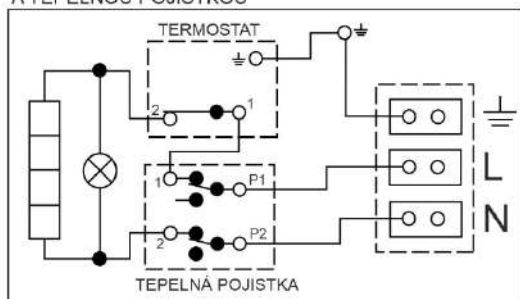 A TEPELNOU POJISTKOU
TERMOSTAT
2
1
L
1
P1
N
2
P2
TEPELNÁ POJISTKA